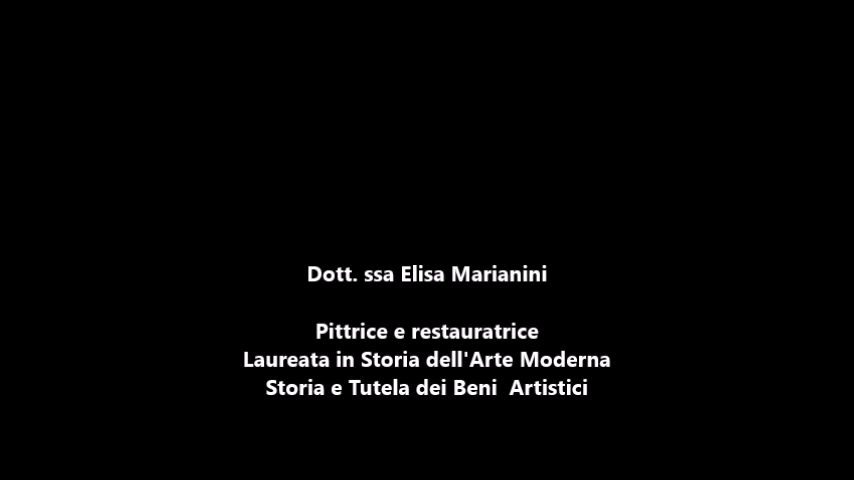 Dott. ssa Elisa Marianini
Pittrice e restauratrice
Laureata in Storia dell'Arte Moderna
Storia e Tutela dei Beni  Artistici